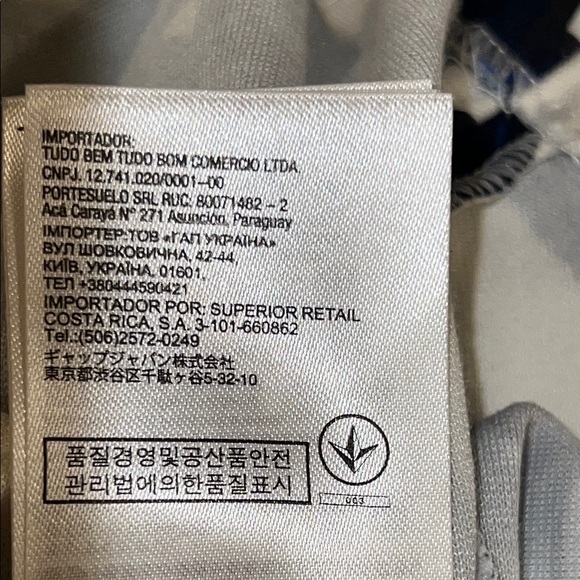 IMPORTADOR:
TUDO BEM TUDO BOM COMERCIO LTDA.
CNPJ. 12.741.020/0001-00
PORTESUELO SRL RUC: 80071482-2
Acá Carayá Nº 271 Asunción, Paraguay
ІМПОРТЕР:ТОВ «ГАП УКРАЇНА»
ВУЛ ШОВКОВИЧНА, 42-44,
КИЇВ, УКРАЇНА, 01601,
ТЕЛ +380444590421
IMPORTADOR POR: SUPERIOR RETAIL
COSTA RICA, S.A. 3-101-660862
Tel.:(506)2572-0249
ギャップジャパン株式会社
東京都渋谷区千駄ヶ谷5-32-10
품질경영및공산품안전
관리법에의한품질표시
063